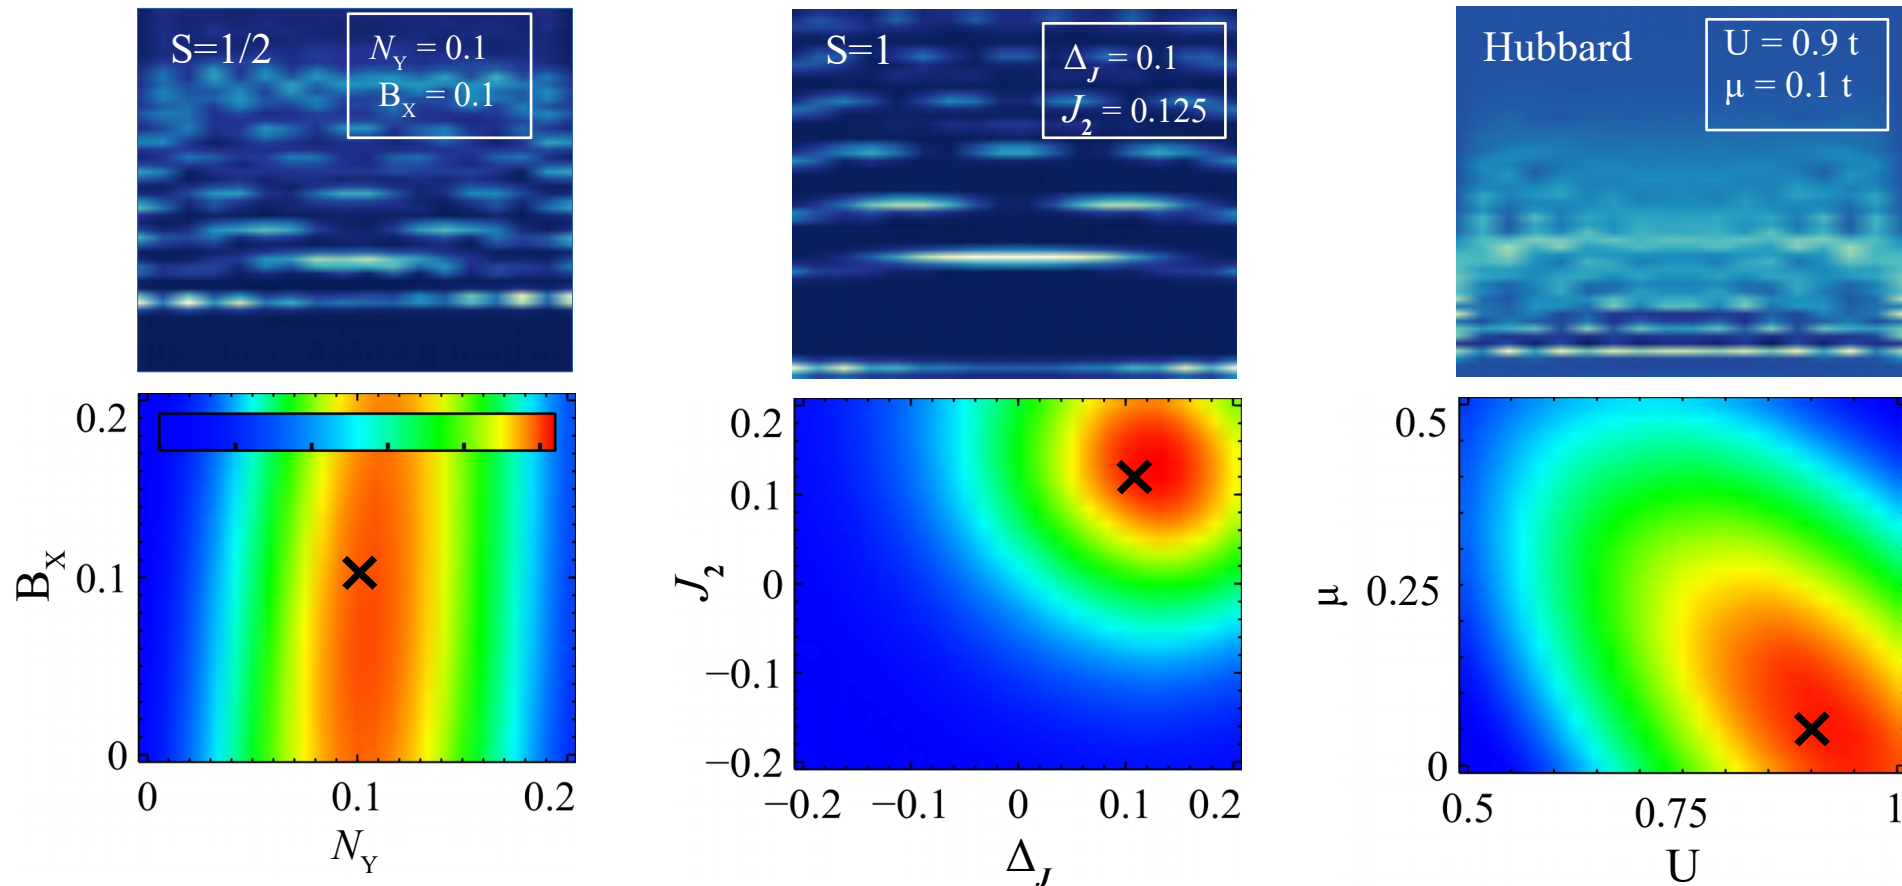 S=1/2
N_Y = 0.1
B_X = 0.1
S=1
Δ_J = 0.1
J_2 = 0.125
Hubbard
U = 0.9 t
μ = 0.1 t
B_X
0.2
0.1
0
0
0.1
0.2
N_Y
J_2
0.2
0.1
0
−0.1
−0.2
−0.2
−0.1
0
0.1
0.2
Δ_J
μ
0.5
0.25
0
0.5
0.75
1
U